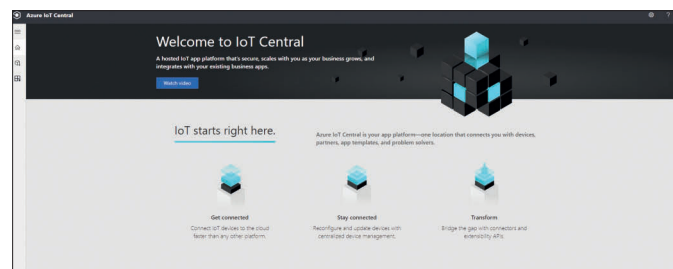 Azure IoT Central
?
Welcome to IoT Central
A hosted IoT app platform that's secure, scales with you as your business grows, and
integrates with your existing business apps.
Watch video
IoT starts right here.
Azure IoT Central is your app platform—one location that connects you with devices,
partners, app templates, and problem solvers.
Get connected
Connect IoT devices to the cloud
faster than any other platform.
Stay connected
Reconfigure and update devices with
centralized device management.
Transform
Bridge the gap with connectors and
extensibility APIs.